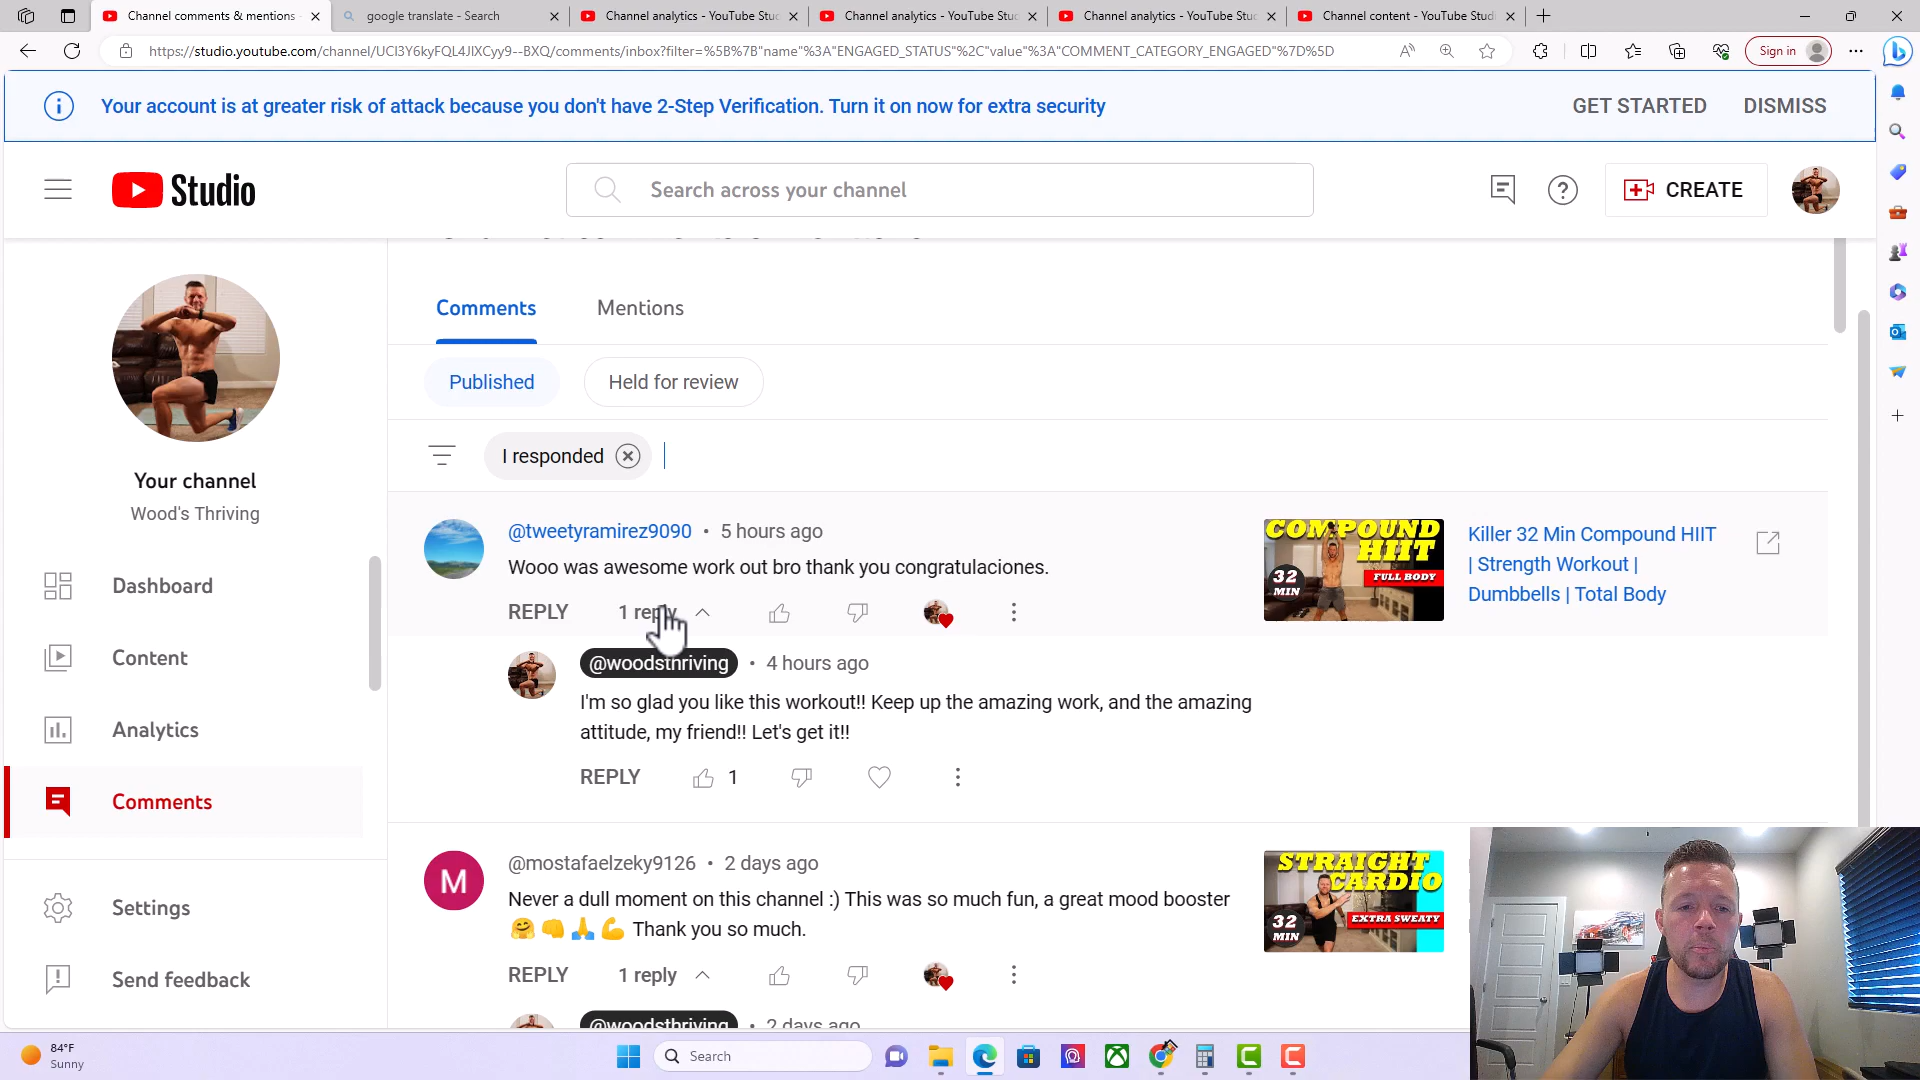 Channel comments & mentions
google translate - Search
Channel analytics - YouTube Stud
Channel analytics - YouTube Stud
Channel analytics - YouTube Stud
Channel content - YouTube Studi
https://studio.youtube.com/channel/UCI3Y6kyFQL4JIXCyy9--BXQ/comments/inbox?filter=%5B%7B"name"%3A"ENGAGED_STATUS"%2C"value"%3A"COMMENT_CATEGORY_ENGAGED"%7D%5D
Sign in
Your account is at greater risk of attack because you don't have 2-Step Verification. Turn it on now for extra security
GET STARTED
DISMISS
Studio
Search across your channel
CREATE
Your channel
Wood's Thriving
Dashboard
Content
Analytics
Comments
Settings
Send feedback
Comments
Mentions
Published
Held for review
I responded
@tweetyramirez9090 • 5 hours ago
Wooo was awesome work out bro thank you congratulaciones.
REPLY
1 reply
COMPOUND
HIIT
FULL BODY
32
MIN
Killer 32 Min Compound HIIT
| Strength Workout |
Dumbbells | Total Body
@woodsthriving • 4 hours ago
I'm so glad you like this workout!! Keep up the amazing work, and the amazing
attitude, my friend!! Let's get it!!
REPLY
1
M
@mostafaelzeky9126 • 2 days ago
Never a dull moment on this channel :) This was so much fun, a great mood booster
🤗👊🙏💪 Thank you so much.
REPLY
1 reply
STRAIGHT
CARDIO
EXTRA SWEATY
32
MIN
@woodsthriving • 2 days ago
84°F
Sunny
Search